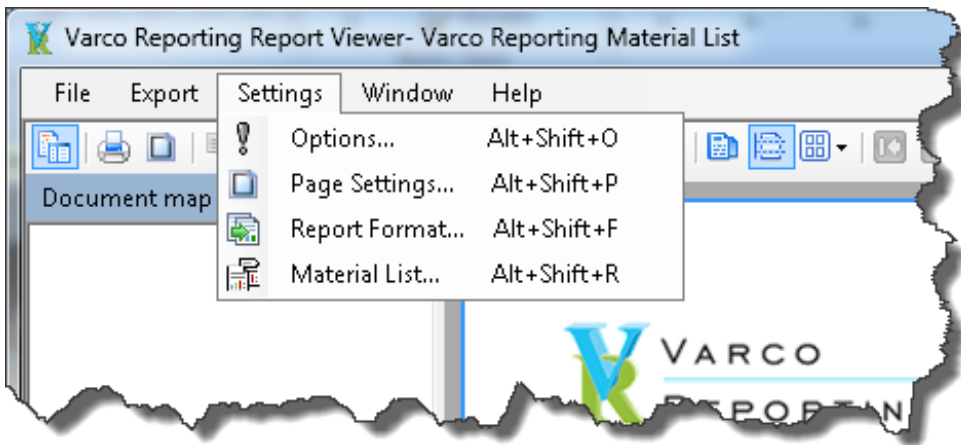 Varco Reporting Report Viewer- Varco Reporting Material List
File Export Settings Window Help
Options... Alt+Shift+O
Page Settings... Alt+Shift+P
Document map
Report Format... Alt+Shift+F
Material List... Alt+Shift+R
VARCO